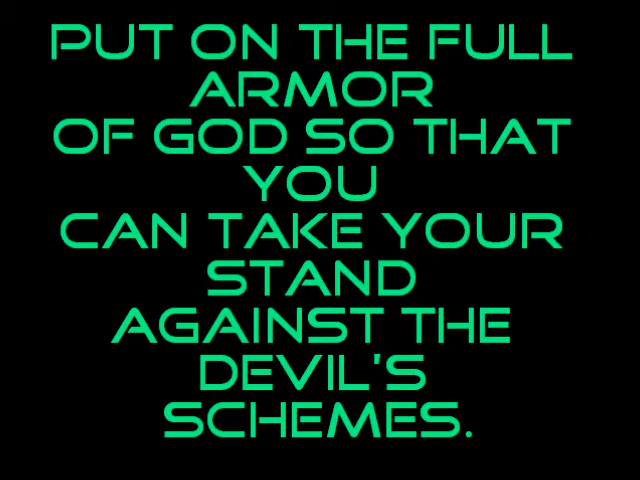 PUT ON THE FULL
ARMOR
OF GOD SO THAT
YOU
CAN TAKE YOUR
STAND
AGAINST THE
DEVIL'S
SCHEMES.